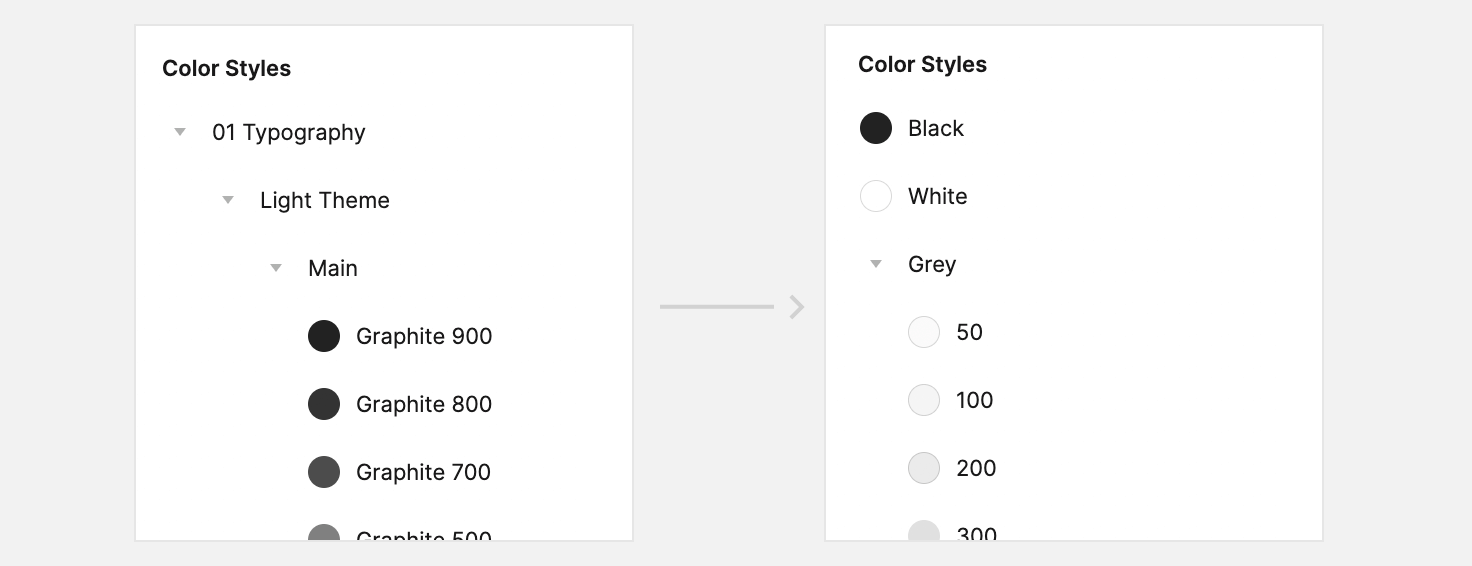 Color Styles
01 Typography
Light Theme
Main
Graphite 900
Graphite 800
Graphite 700
Graphite 500
Color Styles
Black
White
Grey
50
100
200
300